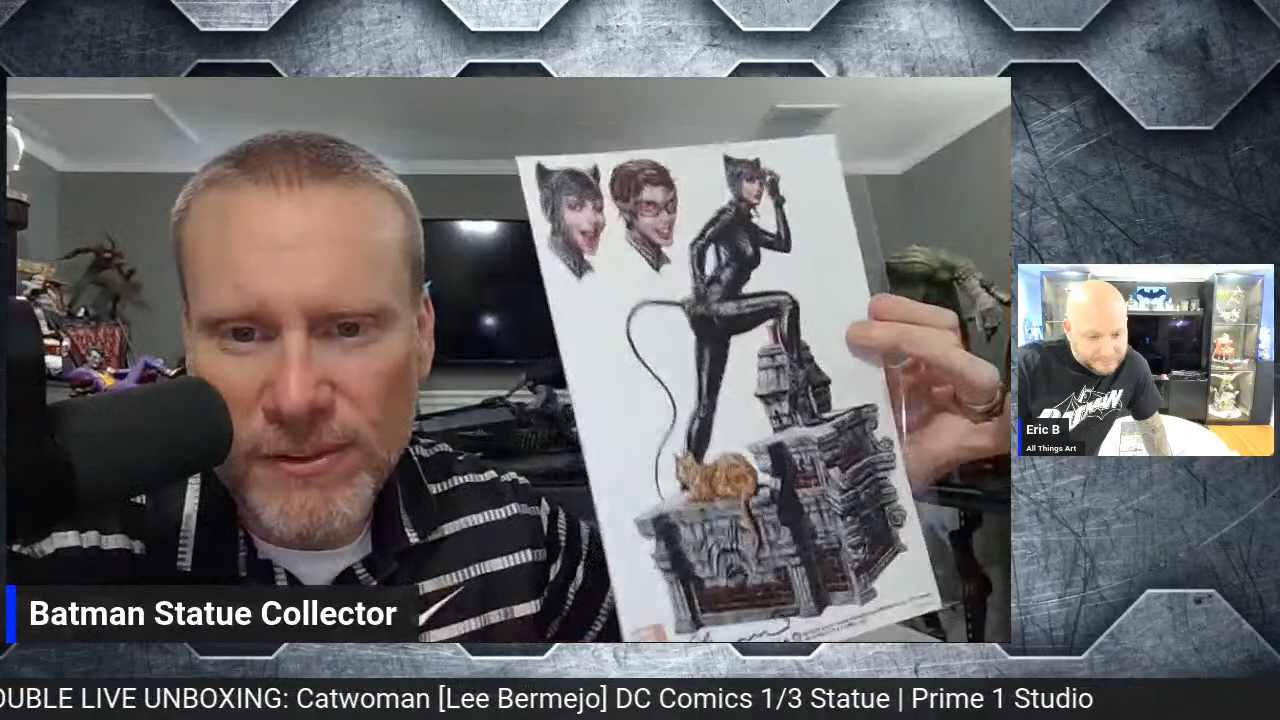 BATMAN
Eric B
All Things Art
Batman Statue Collector
OUBLE LIVE UNBOXING: Catwoman [Lee Bermejo] DC Comics 1/3 Statue | Prime 1 Studio